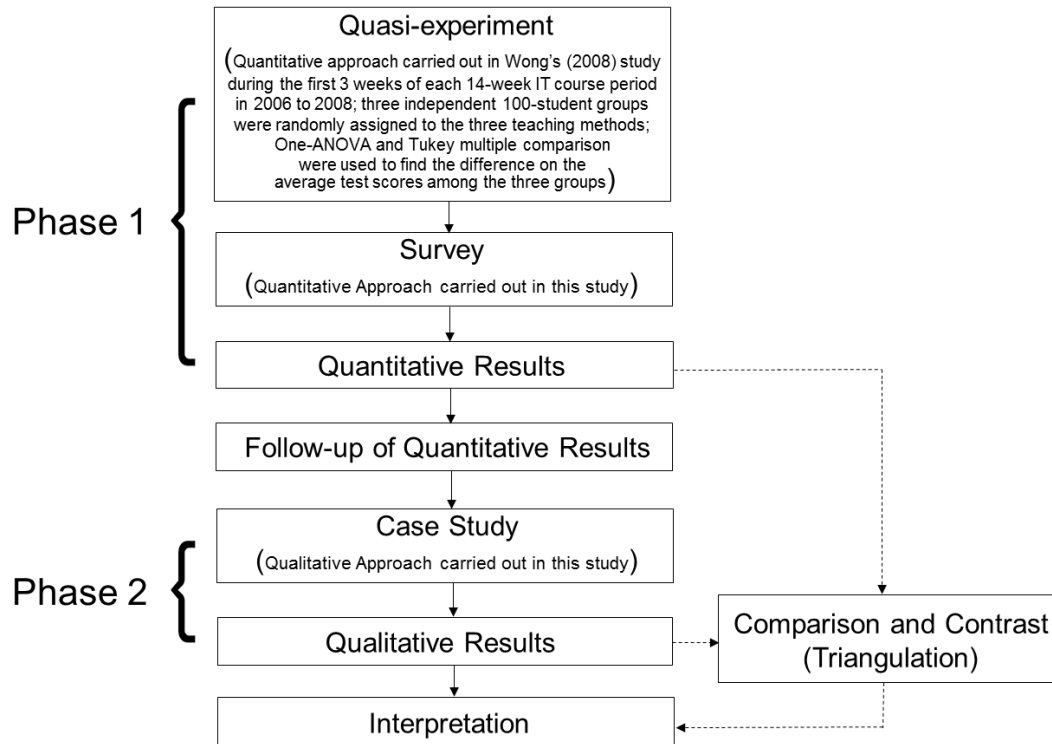 Quasi-experiment
(Quantitative approach carried out in Wong's (2008) study
during the first 3 weeks of each 14-week IT course period
in 2006 to 2008; three independent 100-student groups
were randomly assigned to the three teaching methods;
One-ANOVA and Tukey multiple comparison
were used to find the difference on the
average test scores among the three groups)
Phase 1
Survey
(Quantitative Approach carried out in this study)
Quantitative Results
Follow-up of Quantitative Results
Case Study
(Qualitative Approach carried out in this study)
Phase 2
Qualitative Results
Comparison and Contrast
(Triangulation)
Interpretation